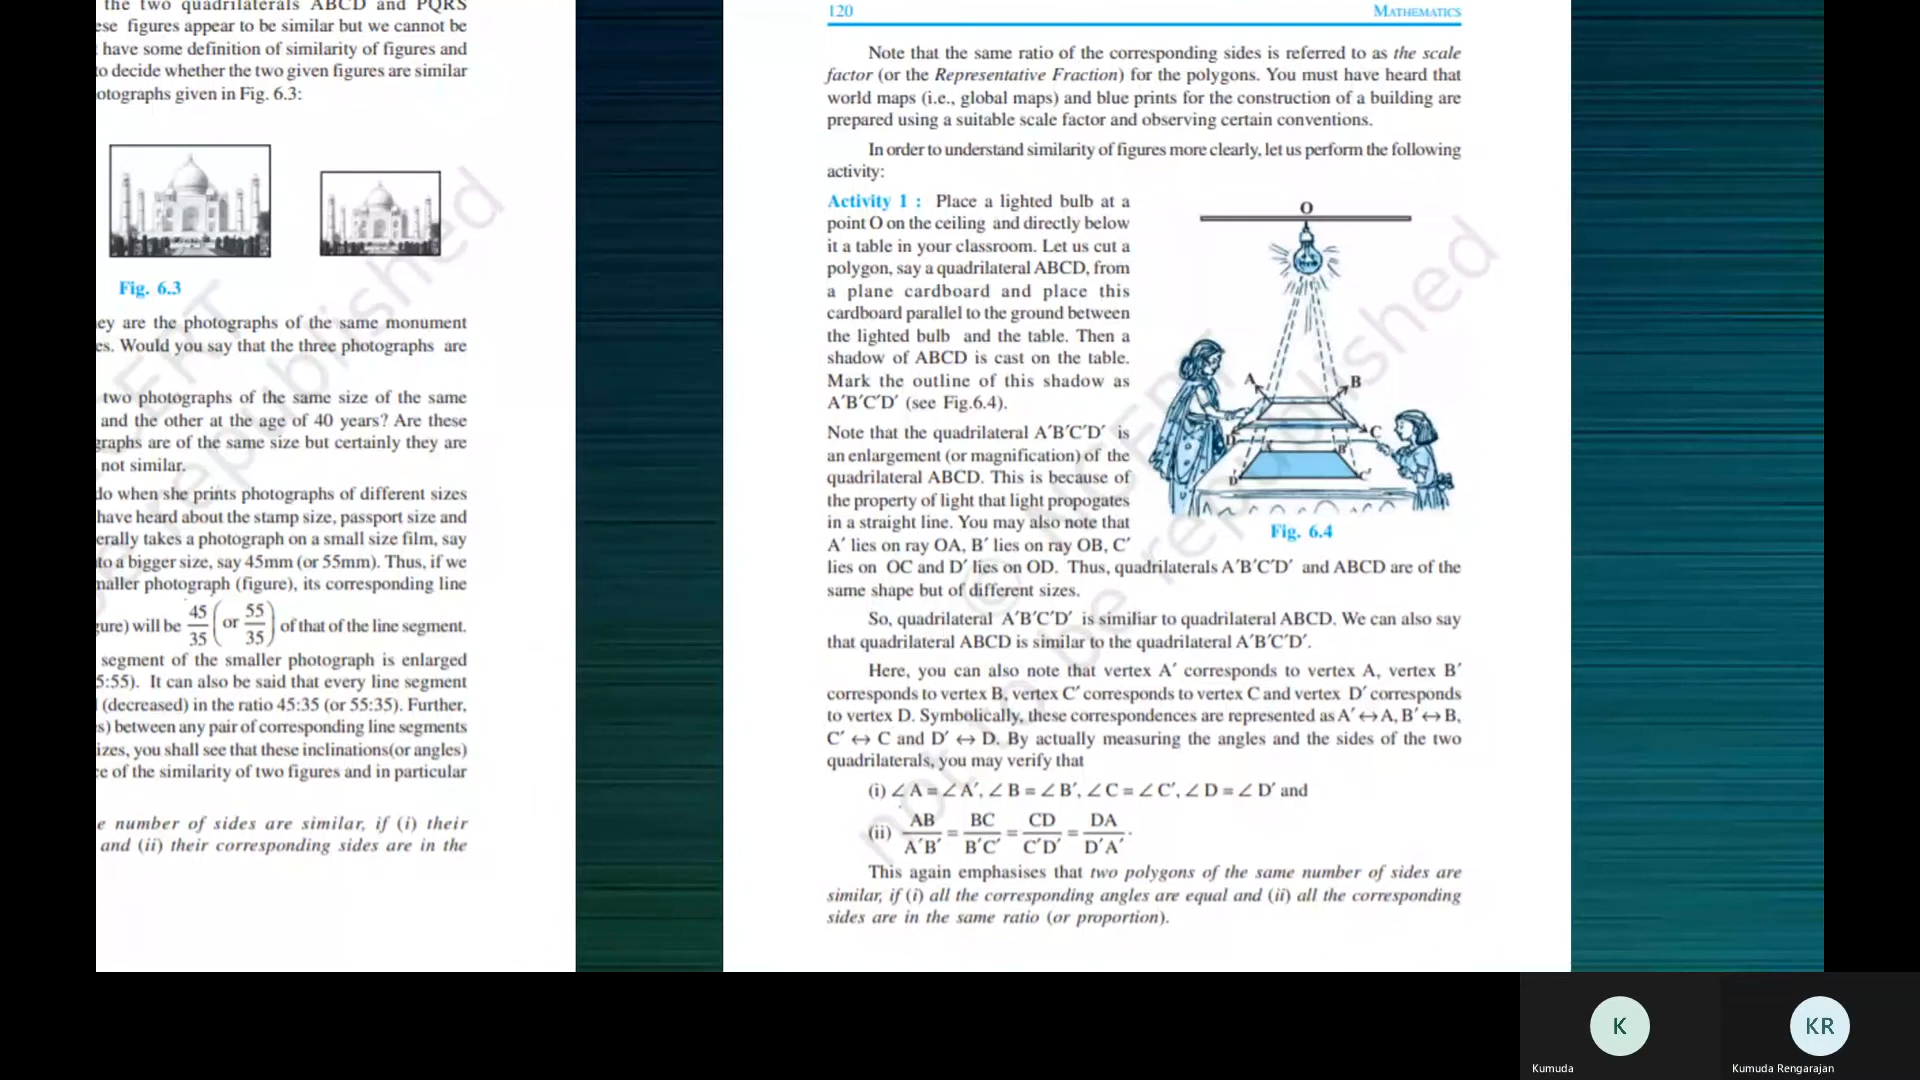 the two quadrilaterals ABCD and PQRS
ese figures appear to be similar but we cannot be
have some definition of similarity of figures and
to decide whether the two given figures are similar
otographs given in Fig. 6.3:
Fig. 6.3
ey are the photographs of the same monument
es. Would you say that the three photographs are
two photographs of the same size of the same
and the other at the age of 40 years? Are these
graphs are of the same size but certainly they are
not similar.
do when she prints photographs of different sizes
have heard about the stamp size, passport size and
erally takes a photograph on a small size film, say
to a bigger size, say 45mm (or 55mm). Thus, if we
naller photograph (figure), its corresponding line
gure) will be 45/35 (or 55/35) of that of the line segment.
segment of the smaller photograph is enlarged
5:55). It can also be said that every line segment
(decreased) in the ratio 45:35 (or 55:35). Further,
s) between any pair of corresponding line segments
izes, you shall see that these inclinations(or angles)
e of the similarity of two figures and in particular
e number of sides are similar, if (i) their
and (ii) their corresponding sides are in the
120 MATHEMATICS
Note that the same ratio of the corresponding sides is referred to as the scale
factor (or the Representative Fraction) for the polygons. You must have heard that
world maps (i.e., global maps) and blue prints for the construction of a building are
prepared using a suitable scale factor and observing certain conventions.
In order to understand similarity of figures more clearly, let us perform the following
activity:
Activity 1 : Place a lighted bulb at a
point O on the ceiling and directly below
it a table in your classroom. Let us cut a
polygon, say a quadrilateral ABCD, from
a plane cardboard and place this
cardboard parallel to the ground between
the lighted bulb and the table. Then a
shadow of ABCD is cast on the table.
Mark the outline of this shadow as
A′B′C′D′ (see Fig.6.4).
Note that the quadrilateral A′B′C′D′ is
an enlargement (or magnification) of the
quadrilateral ABCD. This is because of
the property of light that light propogates
in a straight line. You may also note that
A′ lies on ray OA, B′ lies on ray OB, C′
lies on OC and D′ lies on OD. Thus, quadrilaterals A′B′C′D′ and ABCD are of the
same shape but of different sizes.
O
A
B
D
C
B′
D′
C′
Fig. 6.4
So, quadrilateral A′B′C′D′ is similiar to quadrilateral ABCD. We can also say
that quadrilateral ABCD is similar to the quadrilateral A′B′C′D′.
Here, you can also note that vertex A′ corresponds to vertex A, vertex B′
corresponds to vertex B, vertex C′ corresponds to vertex C and vertex D′ corresponds
to vertex D. Symbolically, these correspondences are represented as A′ ↔ A, B′ ↔ B,
C′ ↔ C and D′ ↔ D. By actually measuring the angles and the sides of the two
quadrilaterals, you may verify that
(i) ∠ A = ∠ A′, ∠ B = ∠ B′, ∠ C = ∠ C′, ∠ D = ∠ D′ and
(ii) AB/A′B′ = BC/B′C′ = CD/C′D′ = DA/D′A′.
This again emphasises that two polygons of the same number of sides are
similar, if (i) all the corresponding angles are equal and (ii) all the corresponding
sides are in the same ratio (or proportion).
© NCERT
not to be republished
K
KR
Kumuda
Kumuda Rengarajan